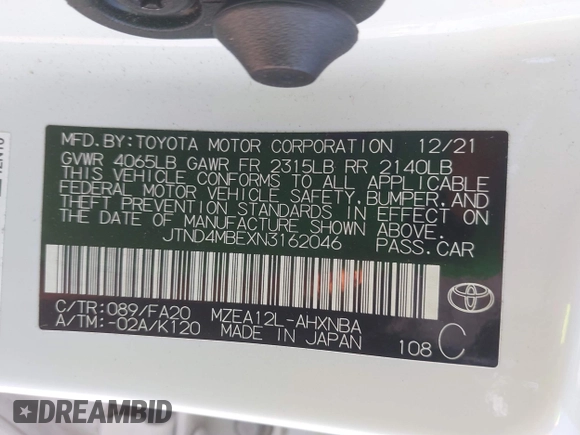 MFD.BY:TOYOTA MOTOR CORPORATION 12/21
GVWR 4065LB GAWR FR 2315LB RR 2140LB
THIS VEHICLE CONFORMS TO ALL APPLICABLE
FEDERAL MOTOR VEHICLE SAFETY,BUMPER,AND
THEFT PREVENTION STANDARDS IN EFFECT ON
THE DATE OF MANUFACTURE SHOWN ABOVE.
JTND4MBEXN3162046 PASS.CAR
C/TR:089/FA20 MZEA12L-AHXNBA
A/TM:-02A/K120 MADE IN JAPAN 108 C
DREAMBID